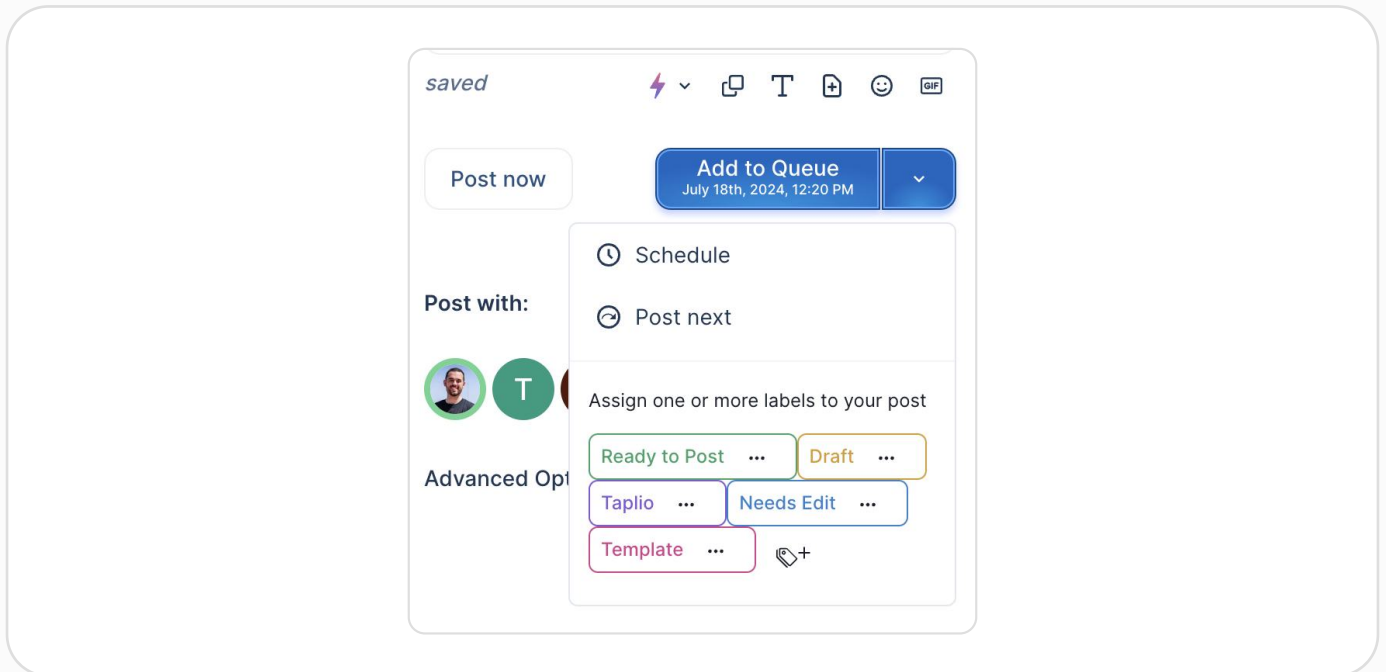 saved
GIF
Post now
Add to Queue
July 18th, 2024, 12:20 PM
Schedule
Post with:
Post next
T
Assign one or more labels to your post
Ready to Post ... Draft ...
Advanced Opt
Taplio ... Needs Edit ...
Template ... +